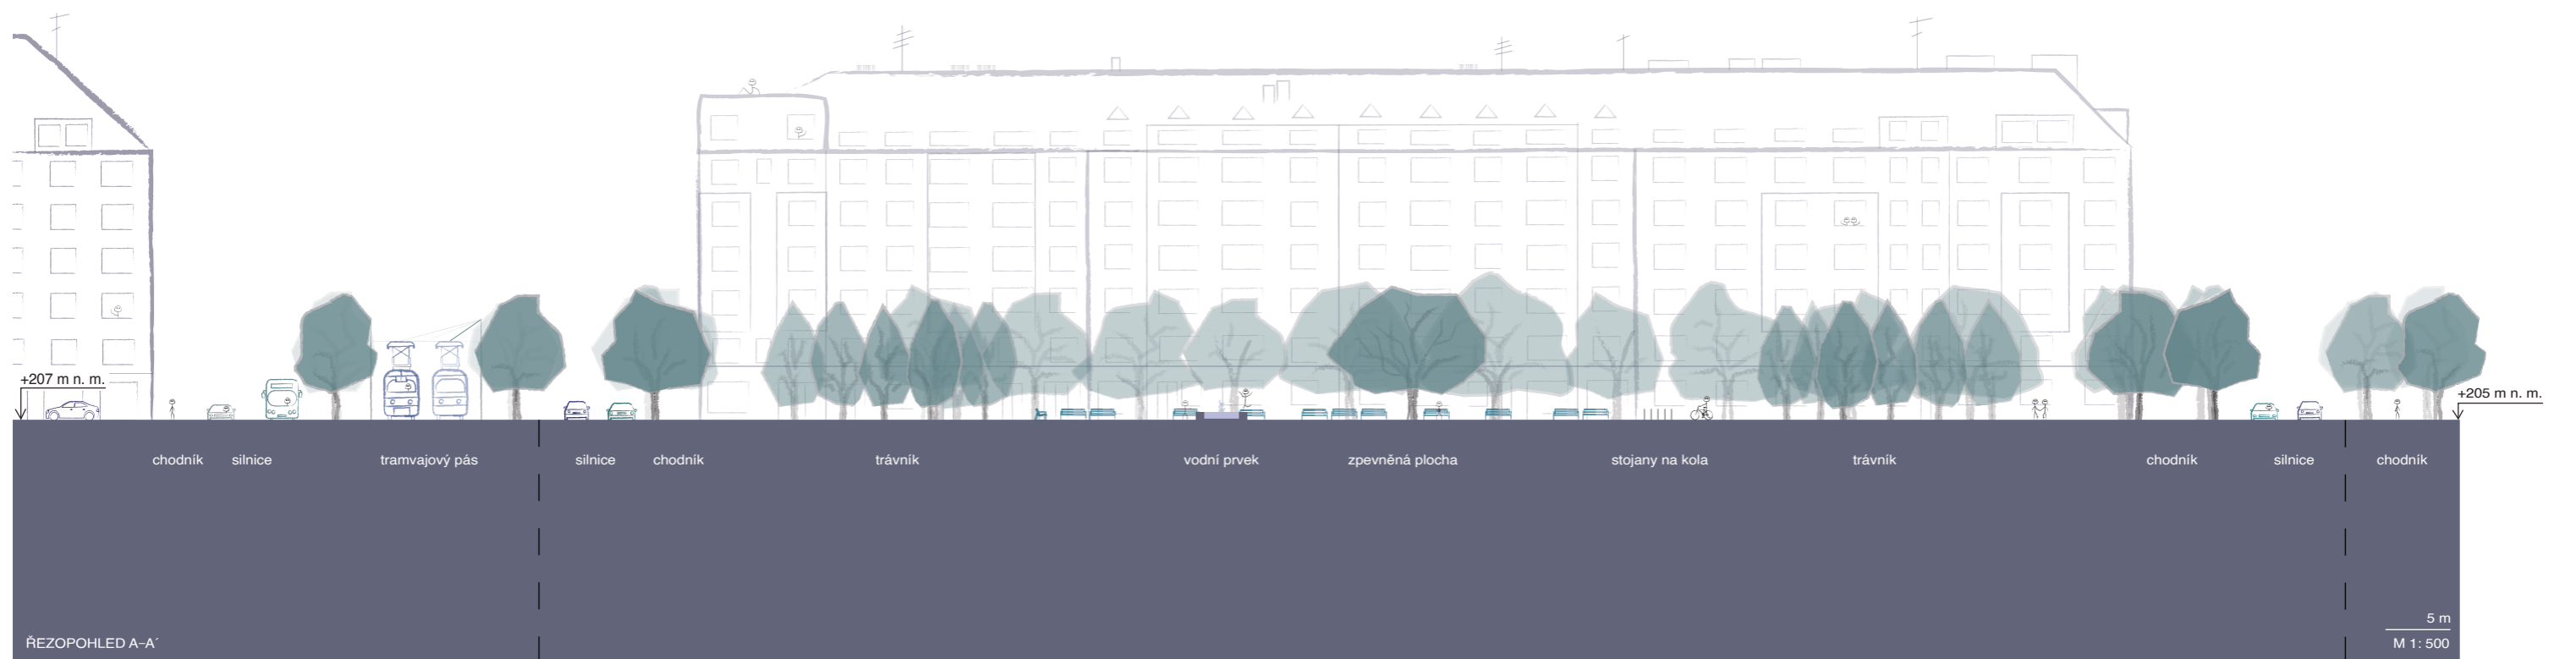 +207 m n. m.
+205 m n. m.
chodník silnice tramvajový pás silnice chodník trávník vodní prvek zpevněná plocha stojany na kola trávník chodník silnice chodník
5 m
ŘEZOPOHLED A–A´
M 1: 500